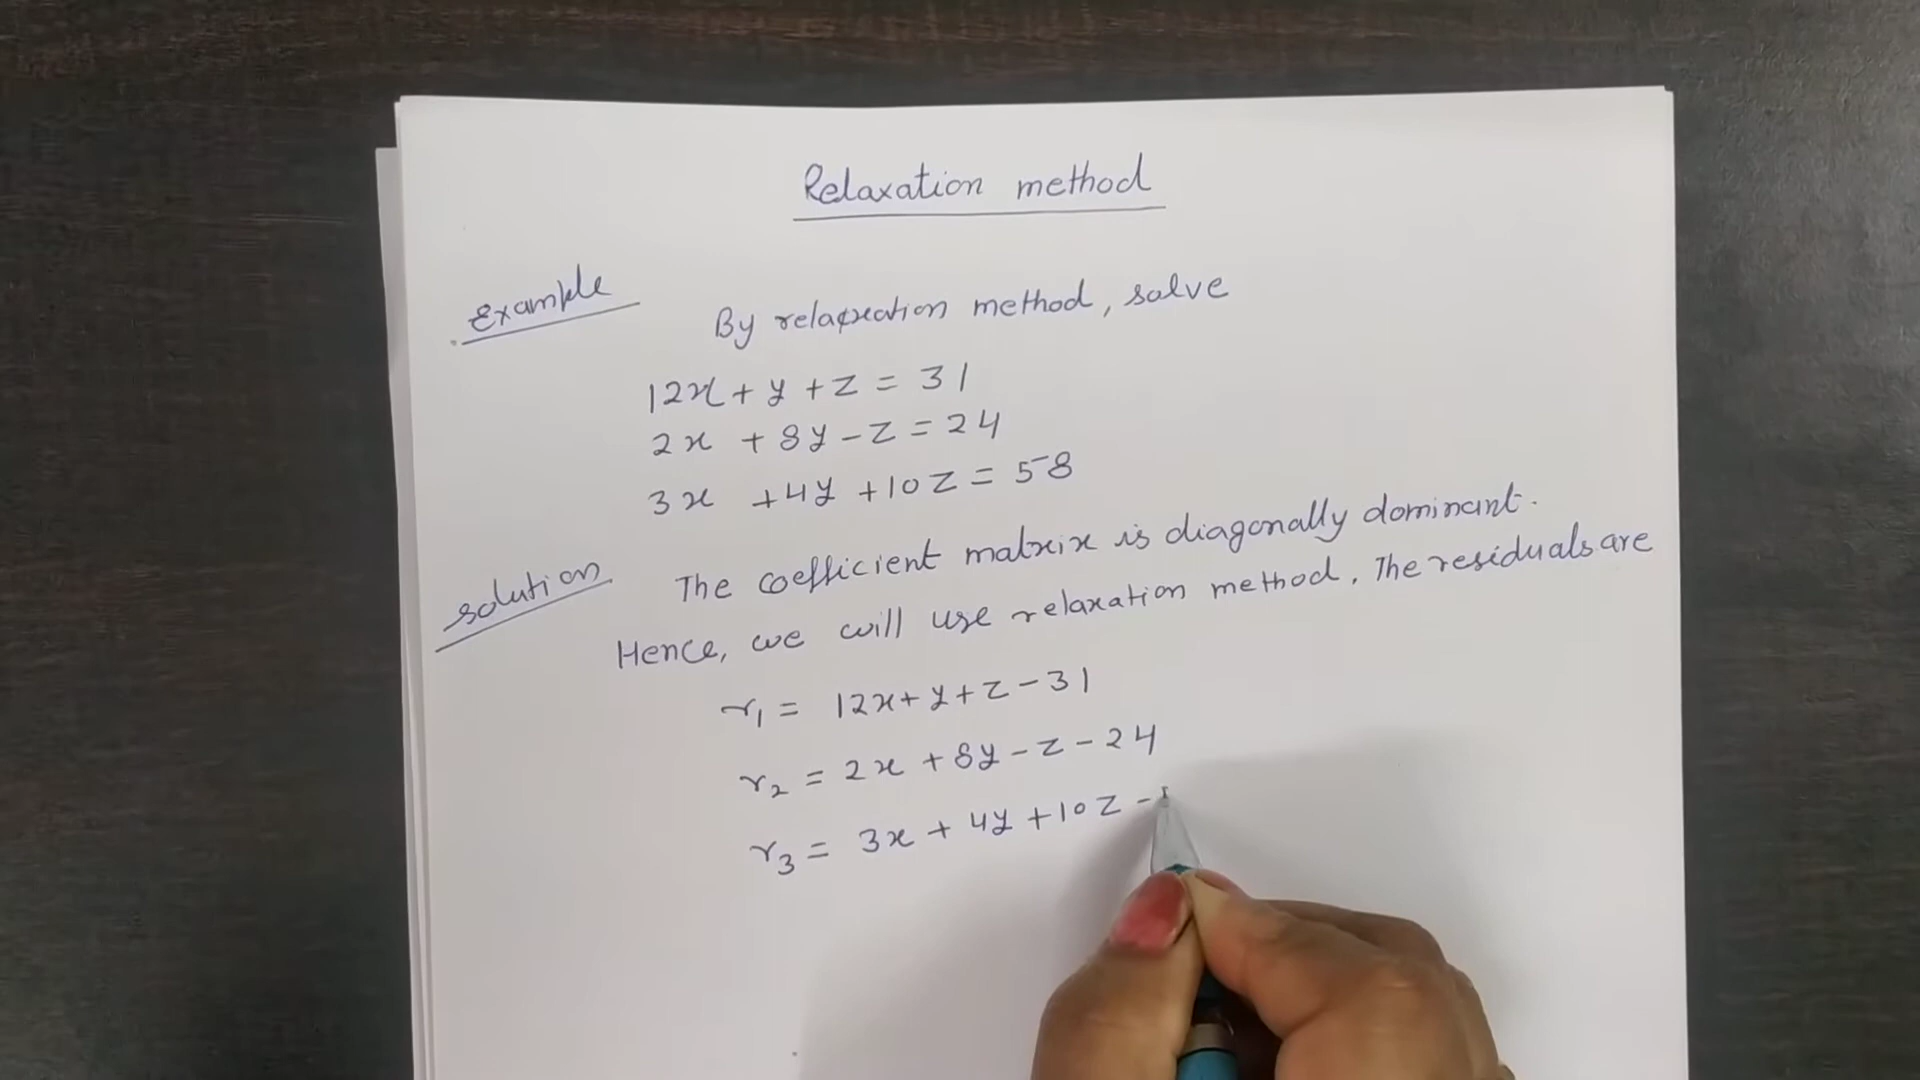 Relaxation method
Example By relaxation method, solve
12x + y + z = 31
2x + 8y - z = 24
3x + 4y + 10z = 58
solution The coefficient matrix is diagonally dominant.
Hence, we will use relaxation method, The residuals are
r1 = 12x + y + z - 31
r2 = 2x + 8y - z - 24
r3 = 3x + 4y + 10z -